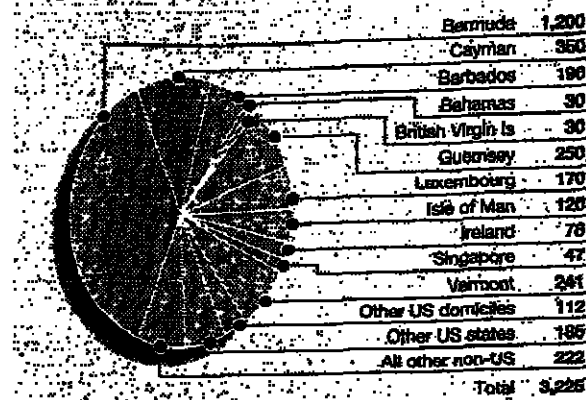 Bermuda 1,200
Cayman 350
Barbados 190
Bahamas 30
British Virgin Is 30
Guernsey 250
Luxembourg 170
Isle of Man 120
Ireland 78
Singapore 47
Vermont 241
Other US domiciles 112
Other US states 185
All other non-US 222
Total 3,225